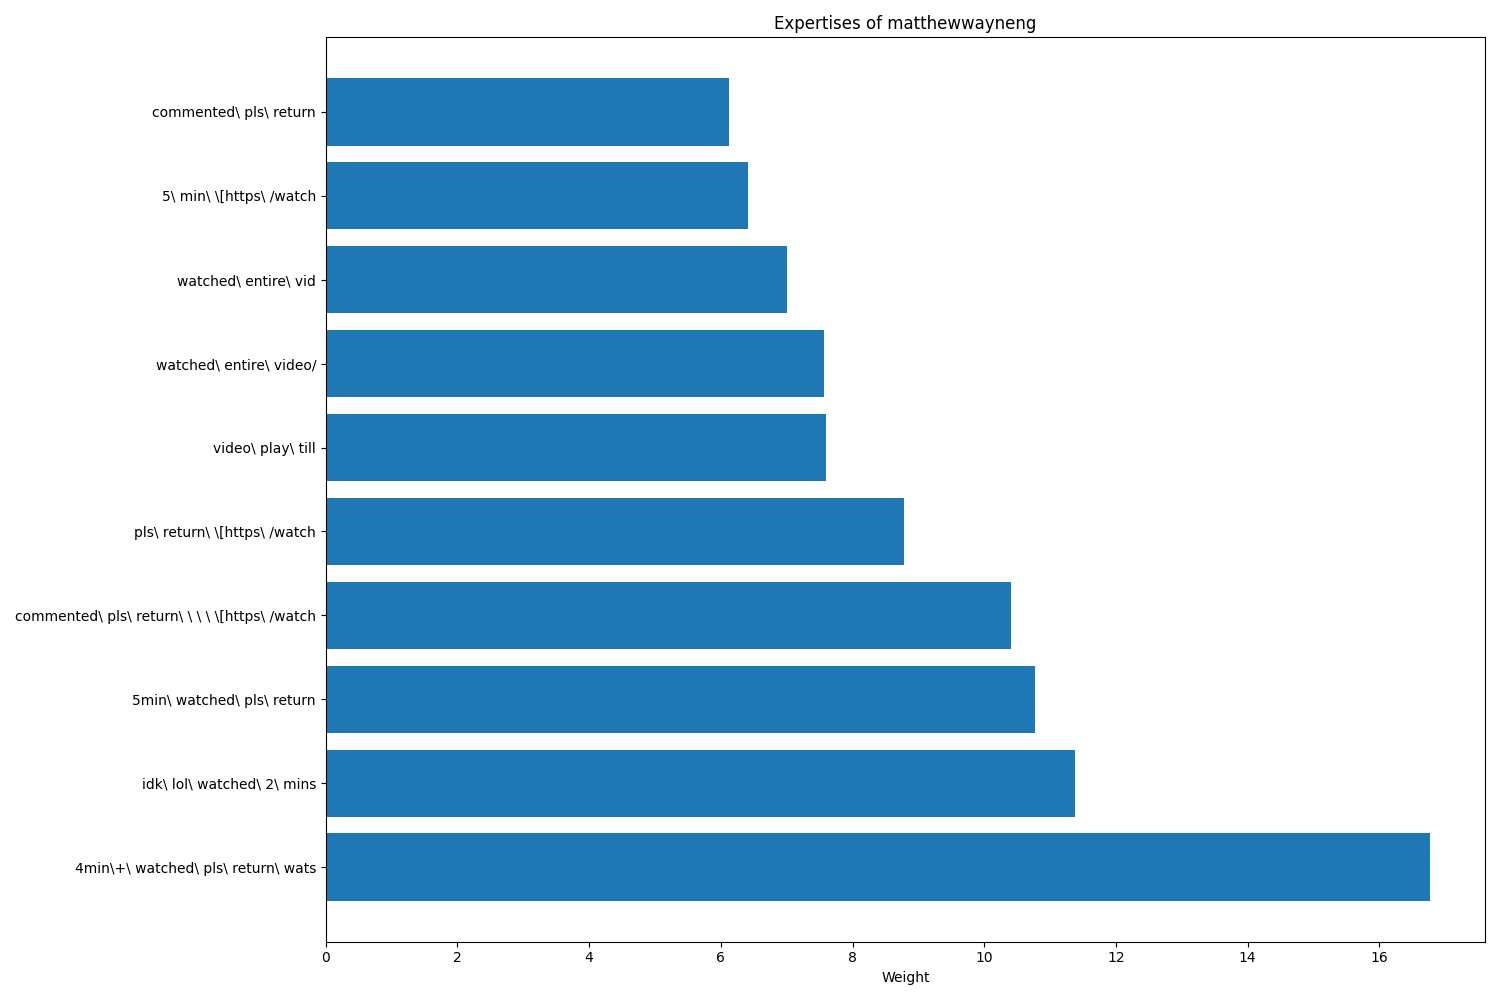 Expertises of matthewwayneng
commented\ pls\ return
5\ min\ \[https\ /watch
watched\ entire\ vid
watched\ entire\ video/
video\ play\ till
pls\ return\ \[https\ /watch
commented\ pls\ return\ \ \ \ \[https\ /watch
5min\ watched\ pls\ return
idk\ lol\ watched\ 2\ mins
4min\+\ watched\ pls\ return\ wats
0 2 4 6 8 10 12 14 16
Weight